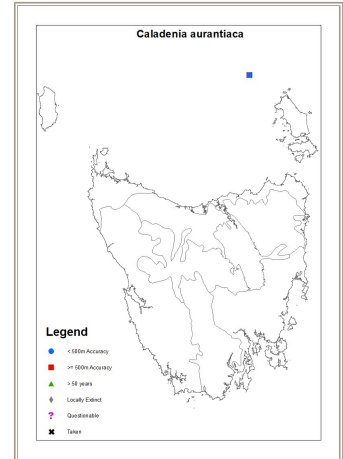 Caladenia aurantiaca
Legend
< 500m Accuracy
>= 500m Accuracy
> 50 years
Locally Extinct
Questionable
Taken